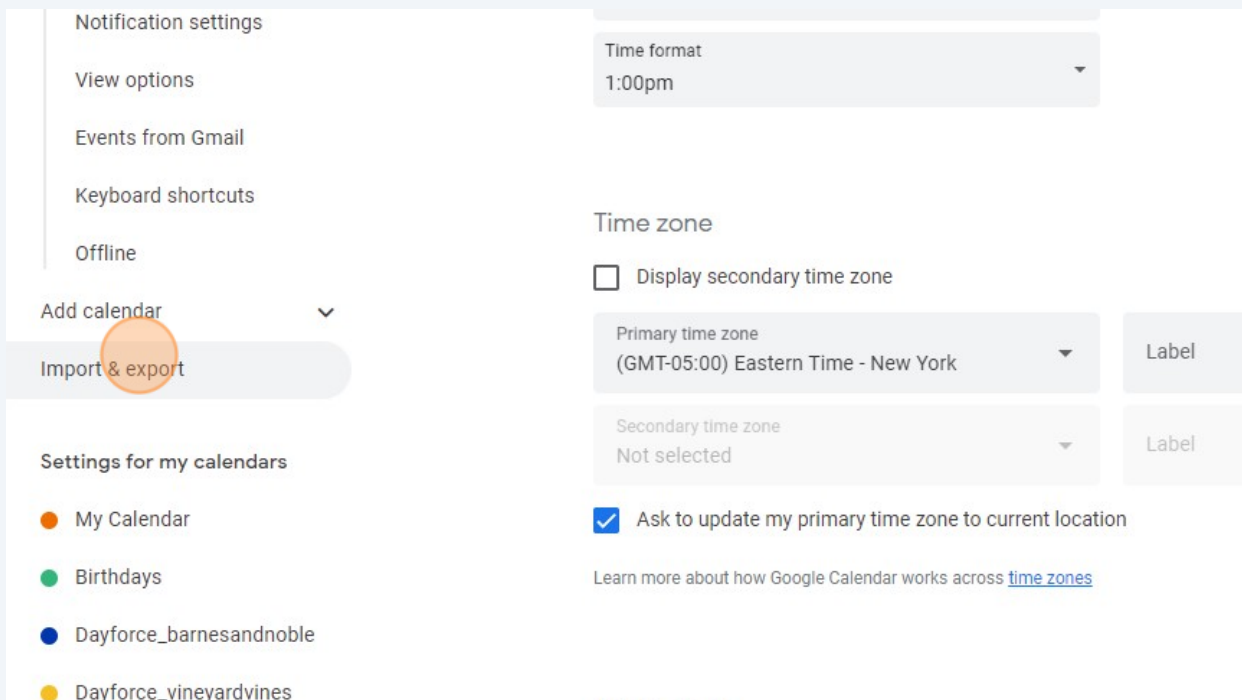 Notification settings
View options
Events from Gmail
Keyboard shortcuts
Offline
Add calendar
Import & export
Settings for my calendars
My Calendar
Birthdays
Dayforce_barnesandnoble
Dayforce_vineyardvines
Time format
1:00pm
Time zone
Display secondary time zone
Primary time zone
(GMT-05:00) Eastern Time - New York
Label
Secondary time zone
Not selected
Label
Ask to update my primary time zone to current location
Learn more about how Google Calendar works across time zones